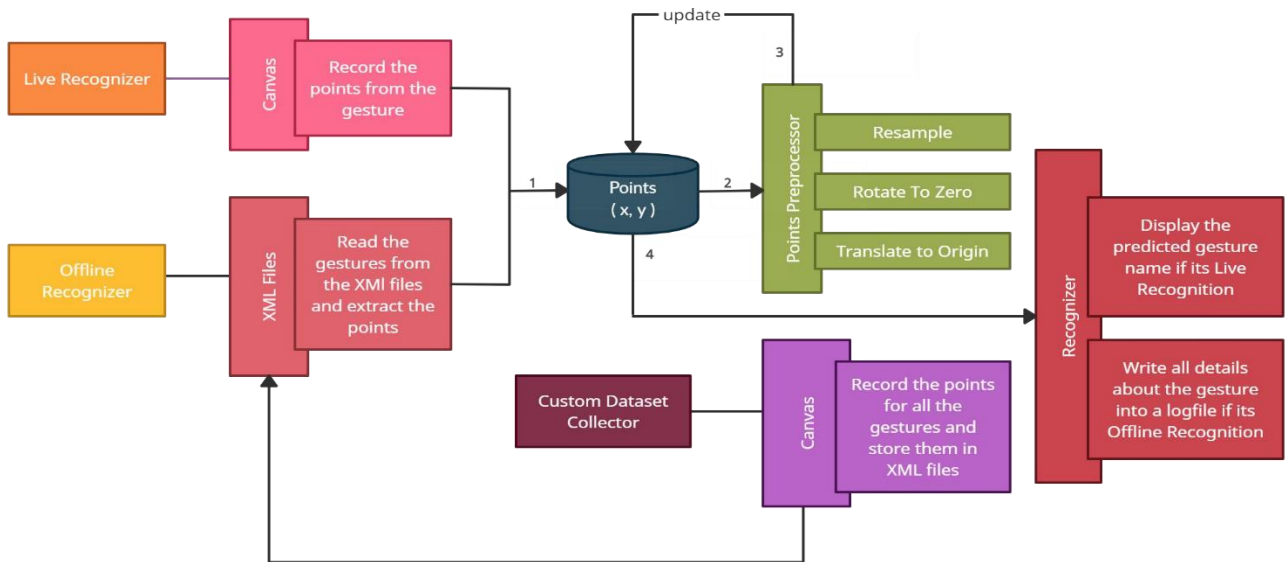 update
3
Live Recognizer
Canvas
Record the
points from the
gesture
1
Points
( x, y )
2
4
Points Preprocessor
Resample
Rotate To Zero
Translate to Origin
Offline
Recognizer
XML Files
Read the
gestures from
the XMl files
and extract the
points
Recognizer
Display the
predicted gesture
name if its Live
Recognition
Write all details
about the gesture
into a logfile if its
Offline Recognition
Custom Dataset
Collector
Canvas
Record the points
for all the
gestures and
store them in
XML files